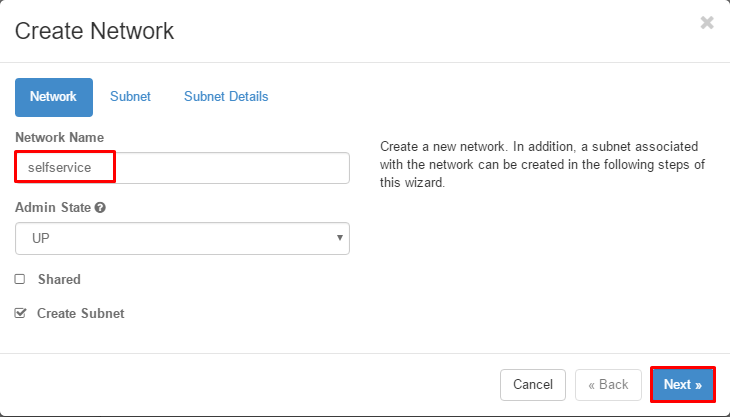 Create Network
×
Network Subnet Subnet Details
Network Name
selfservice
Create a new network. In addition, a subnet associated
with the network can be created in the following steps of
this wizard.
Admin State ?
UP
Shared
Create Subnet
Cancel « Back Next »